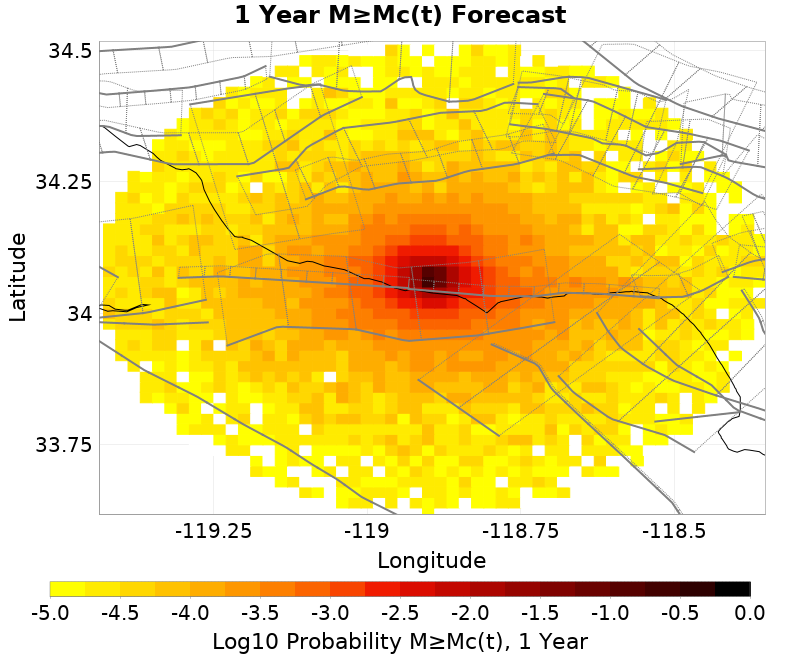 1 Year M≥Mc(t) Forecast
34.5
34.25
34
33.75
Latitude
-119.25 -119 -118.75 -118.5
Longitude
-5.0 -4.5 -4.0 -3.5 -3.0 -2.5 -2.0 -1.5 -1.0 -0.5 0.0
Log10 Probability M≥Mc(t), 1 Year